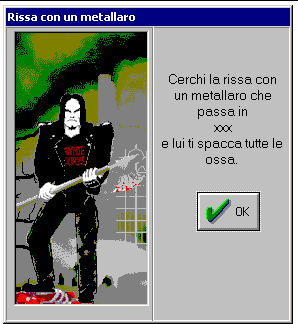 Rissa con un metallaro
Cerchi la rissa con
un metallaro che
passa in
xxx
e lui ti spacca tutte le
ossa.
OK